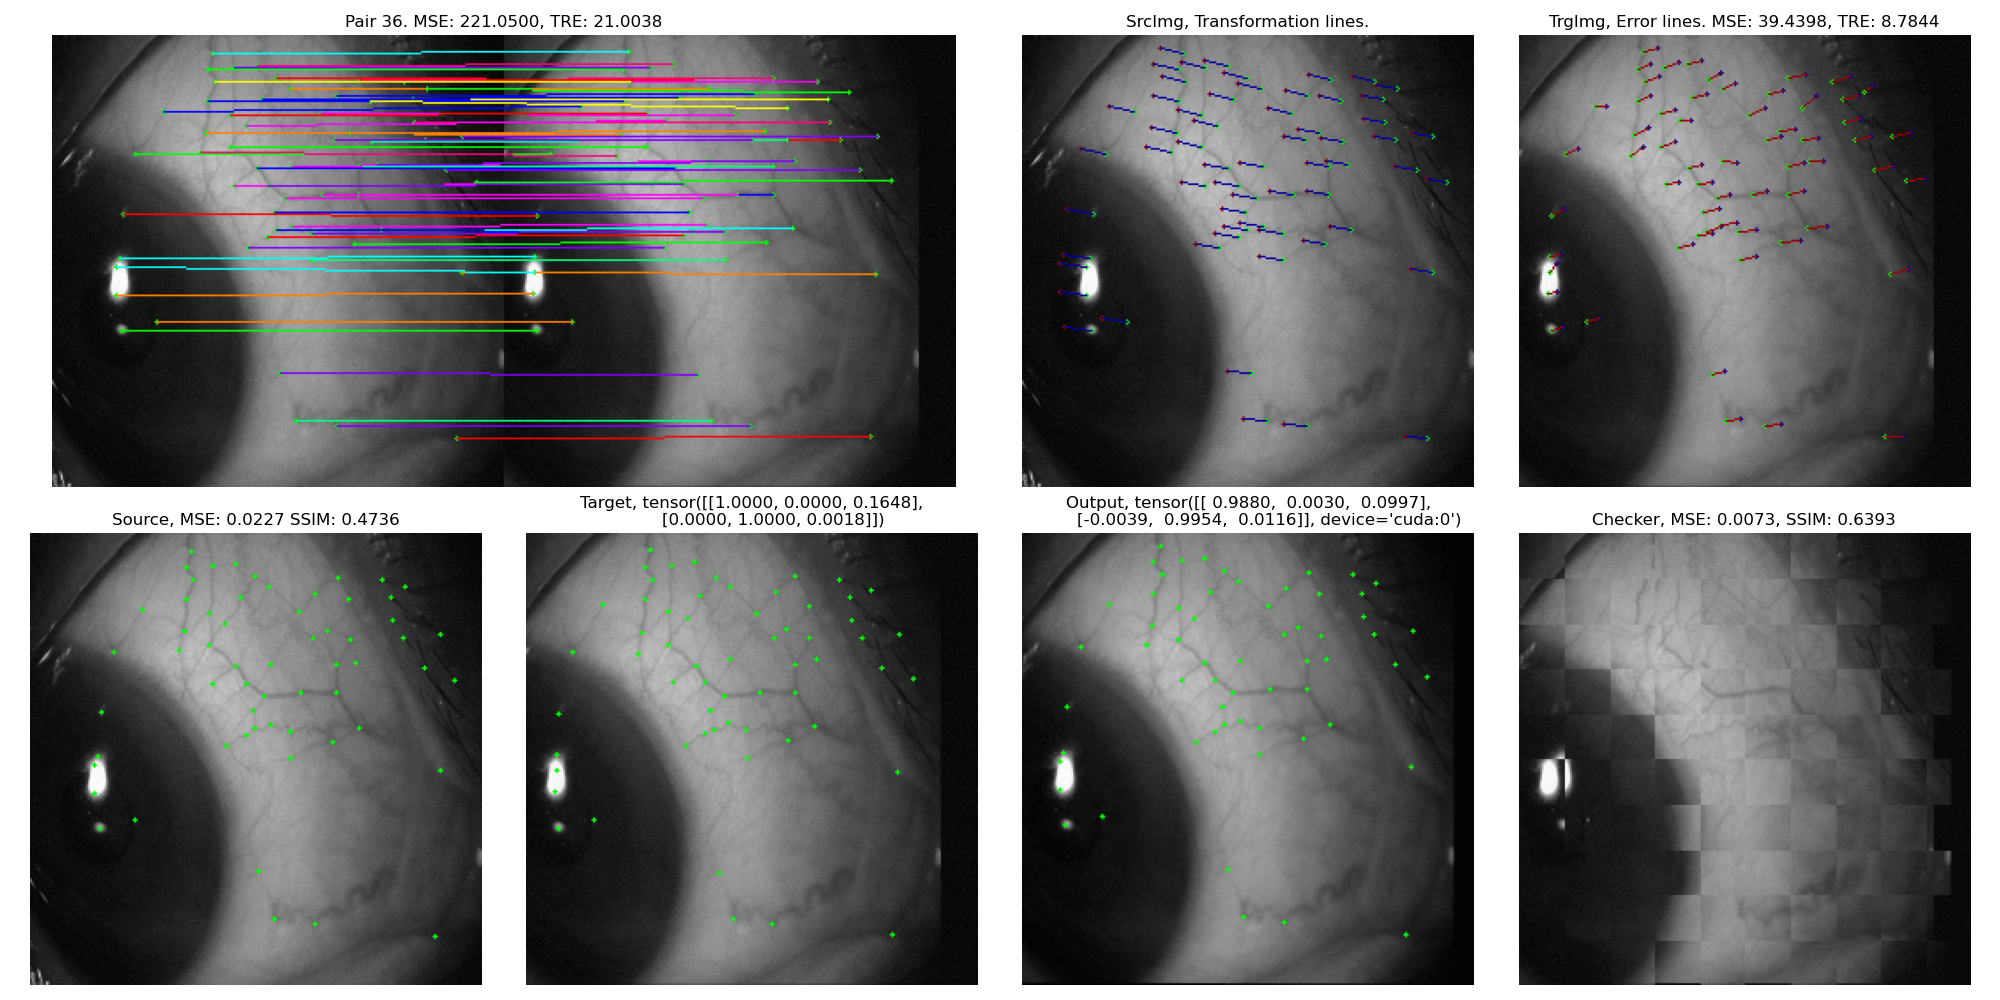 Pair 36. MSE: 221.0500, TRE: 21.0038
SrcImg, Transformation lines.
TrgImg, Error lines. MSE: 39.4398, TRE: 8.7844
Source, MSE: 0.0227 SSIM: 0.4736
Target, tensor([[1.0000, 0.0000, 0.1648],
[0.0000, 1.0000, 0.0018]])
Output, tensor([[ 0.9880,  0.0030,  0.0997],
[-0.0039,  0.9954,  0.0116]], device='cuda:0')
Checker, MSE: 0.0073, SSIM: 0.6393